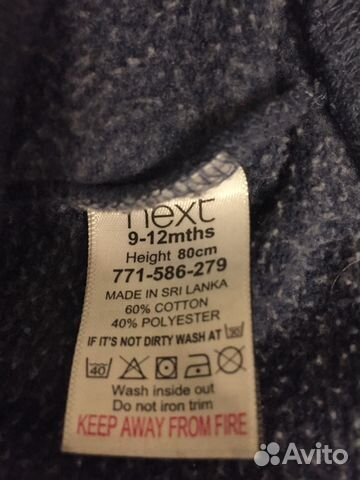 next
9-12mths
Height 80cm
771-586-279
MADE IN SRI LANKA
60% COTTON
40% POLYESTER
IF IT'S NOT DIRTY WASH AT 30
40
Wash inside out
Do not iron trim
KEEP AWAY FROM FIRE
Avito